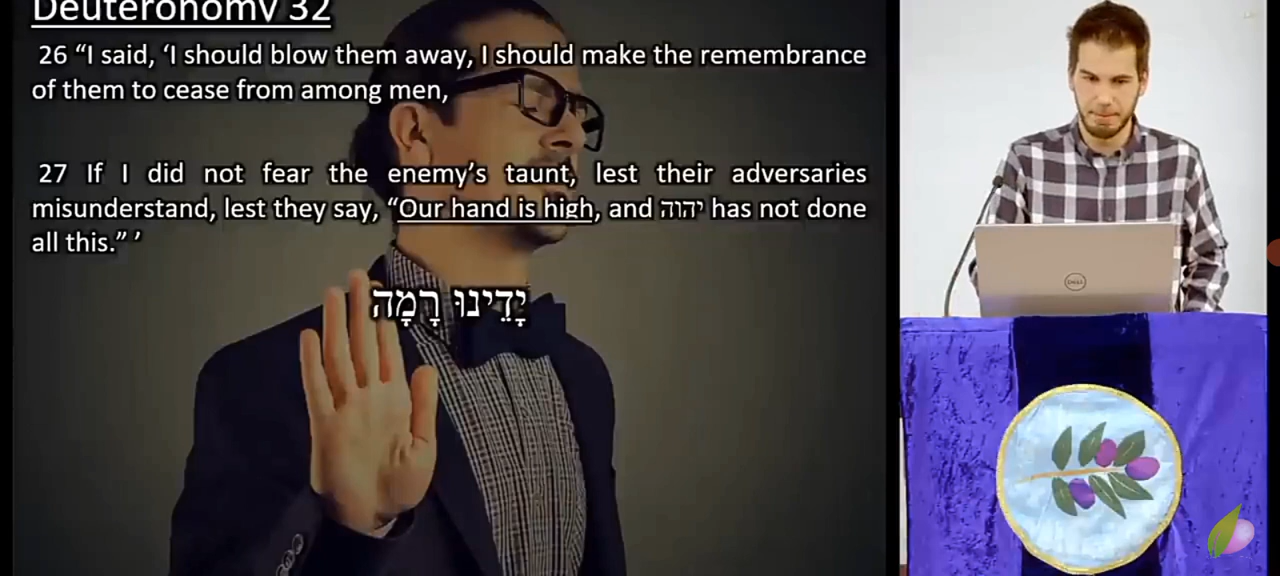 Deuteronomy 32
26 “I said, ‘I should blow them away, I should make the remembrance
of them to cease from among men,
27 If I did not fear the enemy’s taunt, lest their adversaries
misunderstand, lest they say, “Our hand is high, and יהוה has not done
all this.” ’
יָדֵינוּ רָמָה
DELL